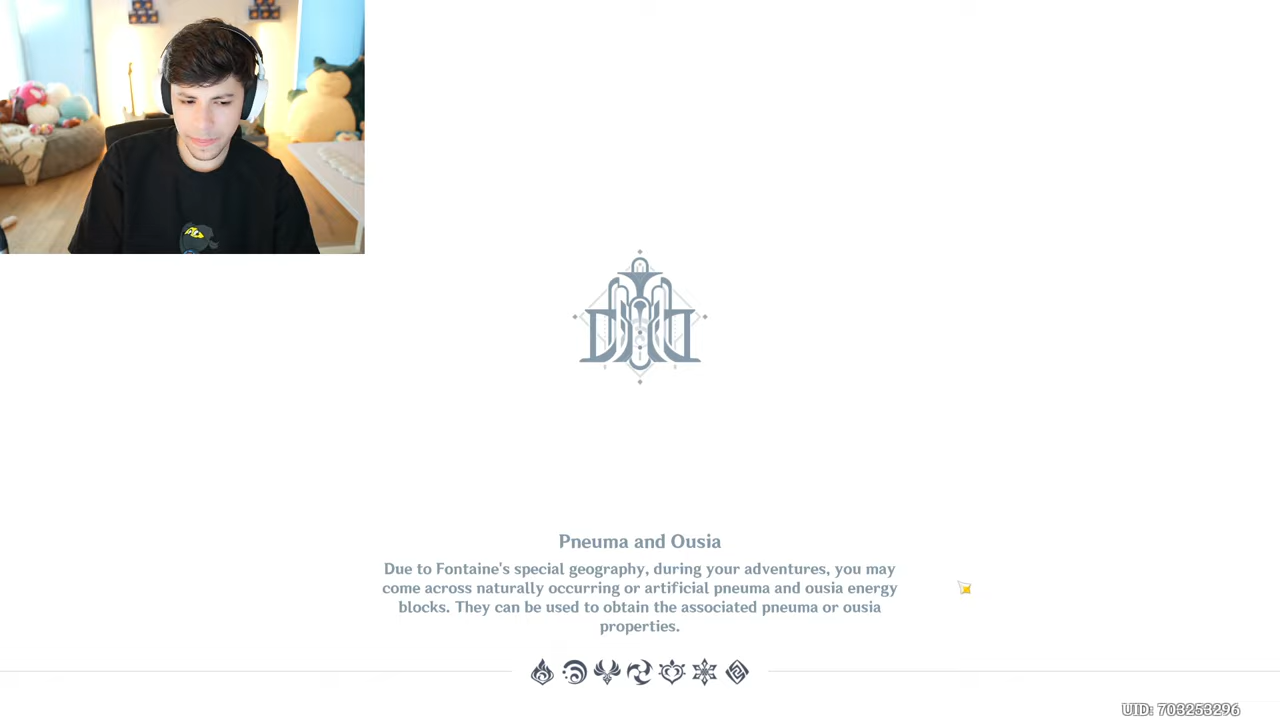 Pneuma and Ousia
Due to Fontaine's special geography, during your adventures, you may
come across naturally occurring or artificial pneuma and ousia energy
blocks. They can be used to obtain the associated pneuma or ousia
properties.
UID: 703253296